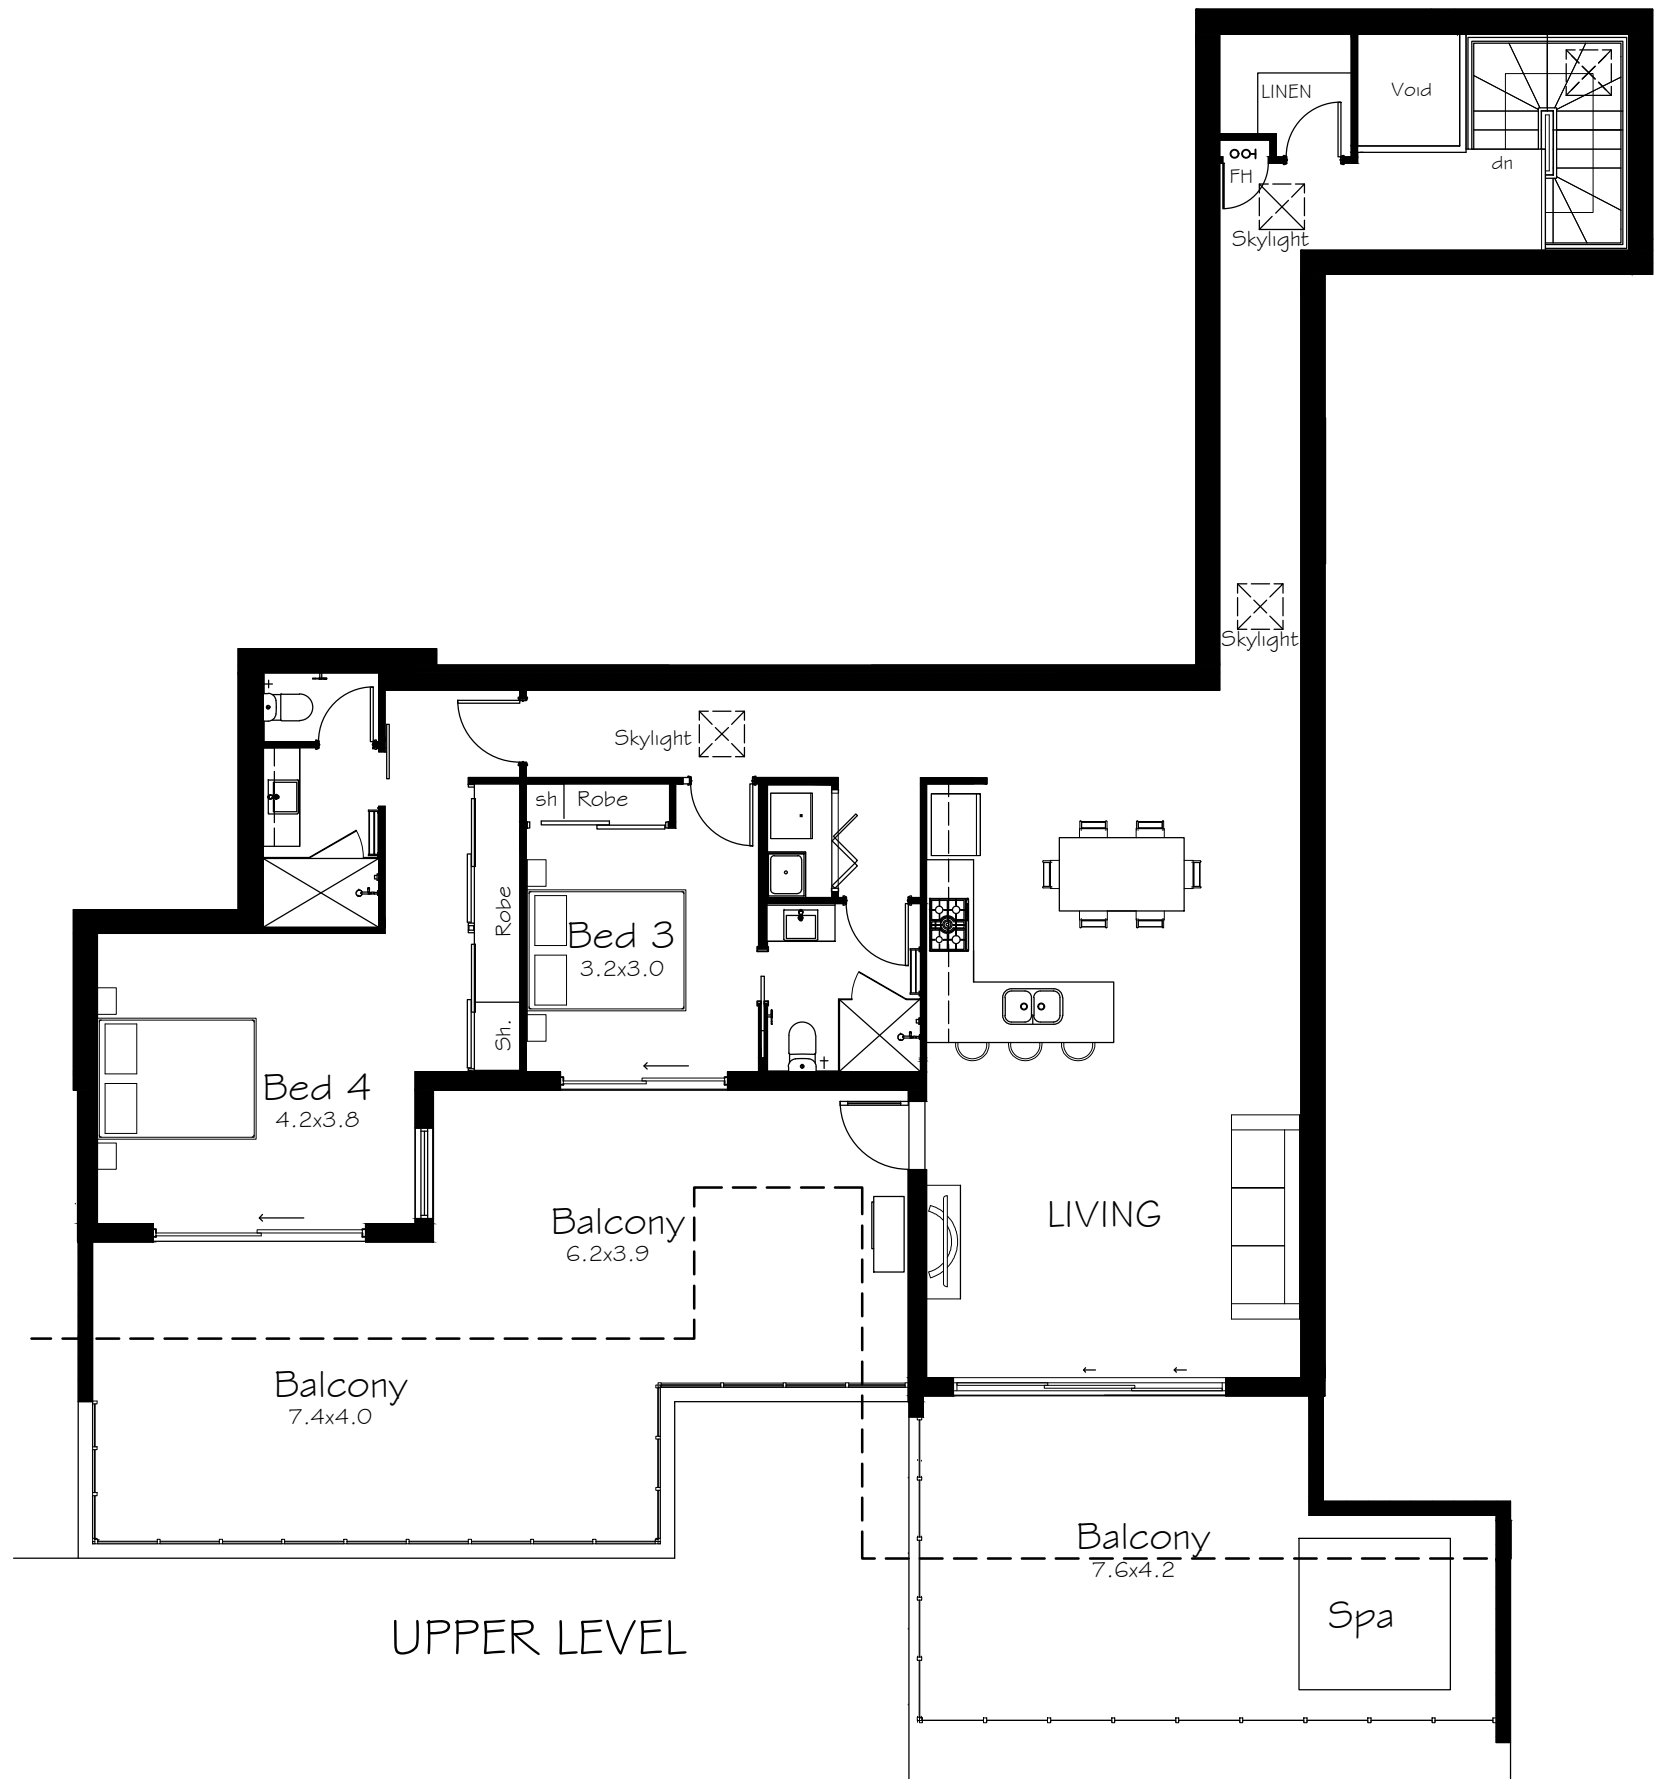 LINEN
Void
dn
FH
Skylight
Skylight
Skylight
sh
Robe
Robe
Sh.
Bed 3
3.2x3.0
Bed 4
4.2x3.8
LIVING
Balcony
6.2x3.9
Balcony
7.4x4.0
Balcony
7.6x4.2
Spa
UPPER LEVEL